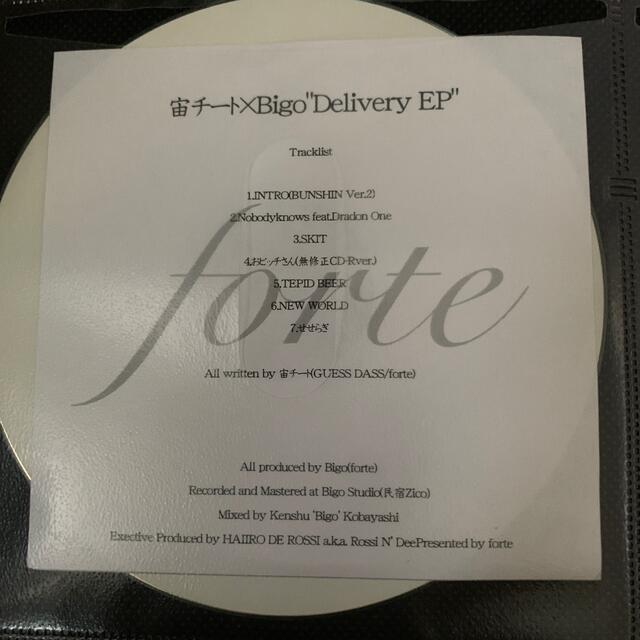 宙チート×Bigo"Delivery EP"
Tracklist
1.INTRO(BUNSHIN Ver.2)
2.Nobodyknows feat.Dradon One
3.SKIT
4.おビッチさん(無修正CD-Rver.)
5.TEPID BEER
6.NEW WORLD
7.せせらぎ
forte
All written by 宙チート(GUESS DASS/forte)
All produced by Bigo(forte)
Recorded and Mastered at Bigo Studio(民宿Zico)
Mixed by Kenshu 'Bigo' Kobayashi
Exective Produced by HAIIRO DE ROSSI a.k.a. Rossi N' DeePresented by forte